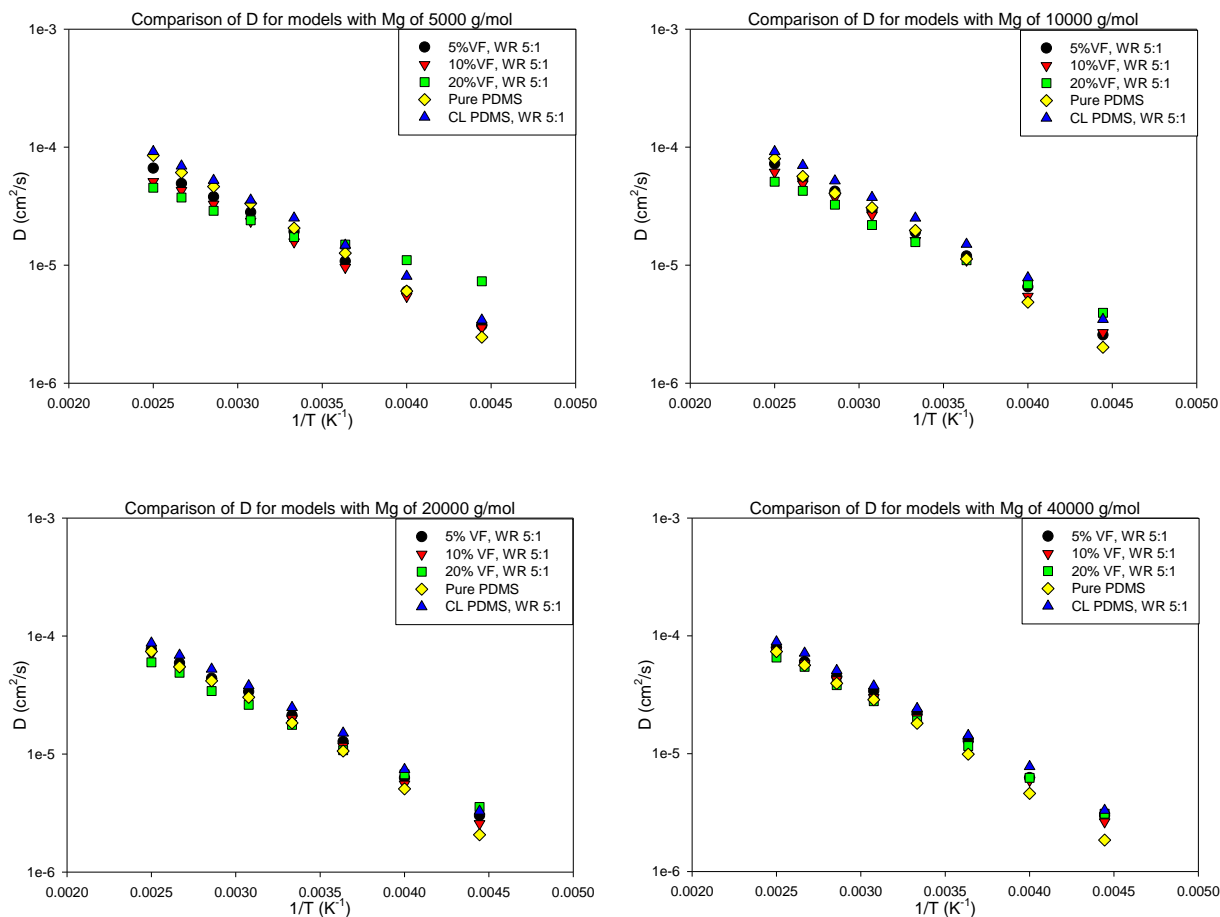 Comparison of D for models with Mg of 5000 g/mol
1e-3
1e-4
1e-5
1e-6
D (cm²/s)
5%VF, WR 5:1
10%VF, WR 5:1
20%VF, WR 5:1
Pure PDMS
CL PDMS, WR 5:1
0.0020 0.0025 0.0030 0.0035 0.0040 0.0045 0.0050
1/T (K⁻¹)
Comparison of D for models with Mg of 10000 g/mol
1e-3
1e-4
1e-5
1e-6
D (cm²/s)
5%VF, WR 5:1
10%VF, WR 5:1
20%VF, WR 5:1
Pure PDMS
CL PDMS, WR 5:1
0.0020 0.0025 0.0030 0.0035 0.0040 0.0045 0.0050
1/T (K⁻¹)
Comparison of D for models with Mg of 20000 g/mol
1e-3
1e-4
1e-5
1e-6
D (cm²/s)
5% VF, WR 5:1
10% VF, WR 5:1
20% VF, WR 5:1
Pure PDMS
CL PDMS, WR 5:1
0.0020 0.0025 0.0030 0.0035 0.0040 0.0045 0.0050
1/T (K⁻¹)
Comparison of D for models with Mg of 40000 g/mol
1e-3
1e-4
1e-5
1e-6
D (cm²/s)
5% VF, WR 5:1
10% VF, WR 5:1
20% VF, WR 5:1
Pure PDMS
CL PDMS, WR 5:1
0.0020 0.0025 0.0030 0.0035 0.0040 0.0045 0.0050
1/T (K⁻¹)